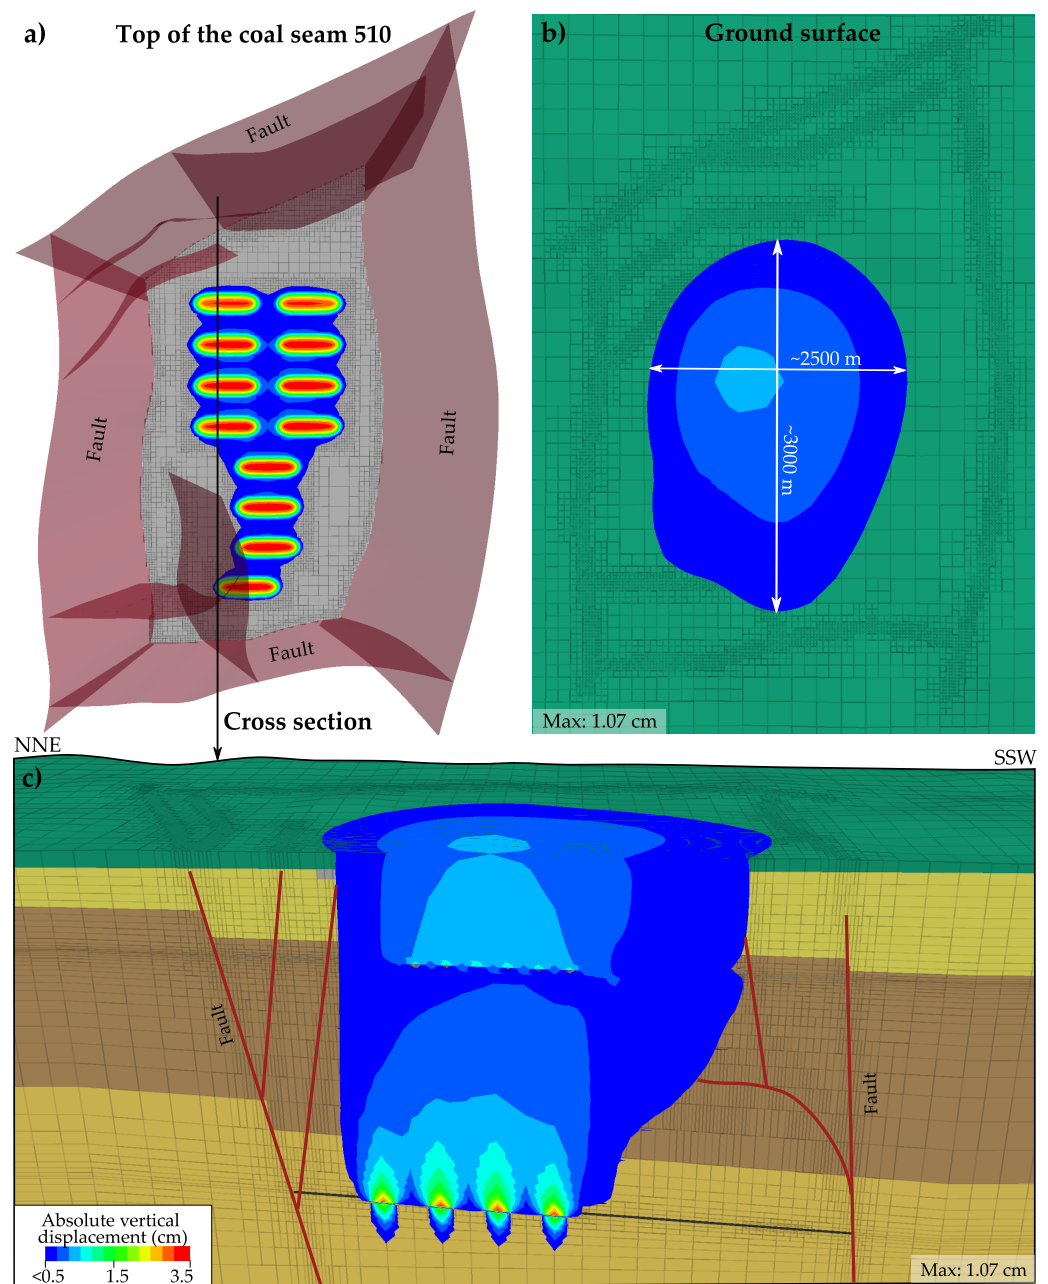 a)
Top of the coal seam 510
Fault
Fault
Fault
Fault
Cross section
b)
Ground surface
~2500 m
~3000 m
Max: 1.07 cm
NNE
SSW
c)
Fault
Fault
Absolute vertical
displacement (cm)
<0.5 1.5 3.5
Max: 1.07 cm